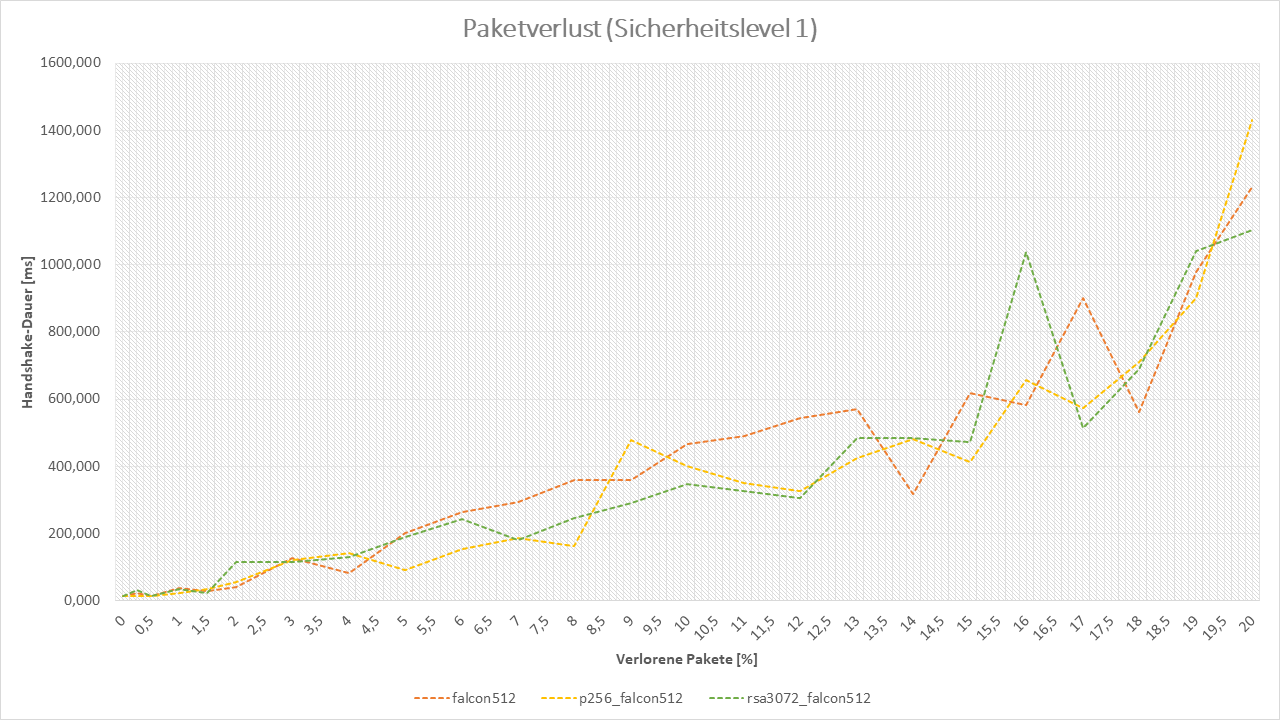 Paketverlust (Sicherheitslevel 1)
1600,000
1400,000
1200,000
1000,000
800,000
600,000
400,000
200,000
0,000
Handshake-Dauer [ms]
0 0,5 1 1,5 2 2,5 3 3,5 4 4,5 5 5,5 6 6,5 7 7,5 8 8,5 9 9,5 10 10,5 11 11,5 12 12,5 13 13,5 14 14,5 15 15,5 16 16,5 17 17,5 18 18,5 19 19,5 20
Verlorene Pakete [%]
falcon512 p256_falcon512 rsa3072_falcon512